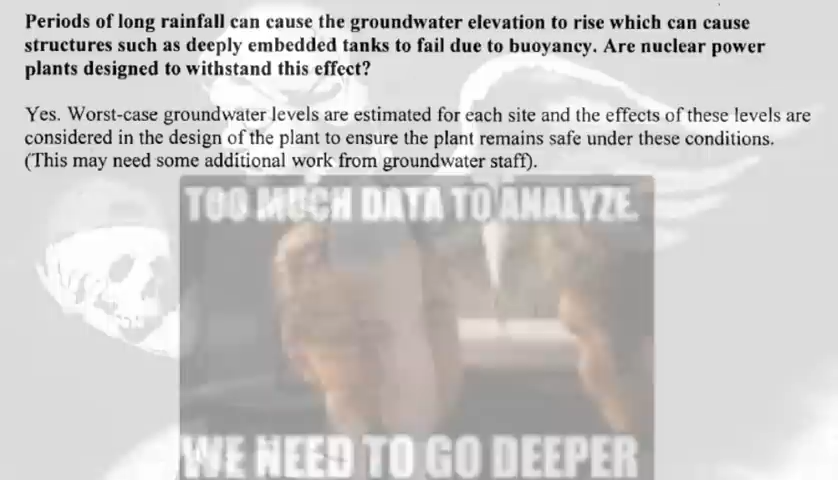 Periods of long rainfall can cause the groundwater elevation to rise which can cause
structures such as deeply embedded tanks to fail due to buoyancy. Are nuclear power
plants designed to withstand this effect?
Yes. Worst-case groundwater levels are estimated for each site and the effects of these levels are
considered in the design of the plant to ensure the plant remains safe under these conditions.
(This may need some additional work from groundwater staff).
TOO MUCH DATA TO ANALYZE
WE NEED TO GO DEEPER